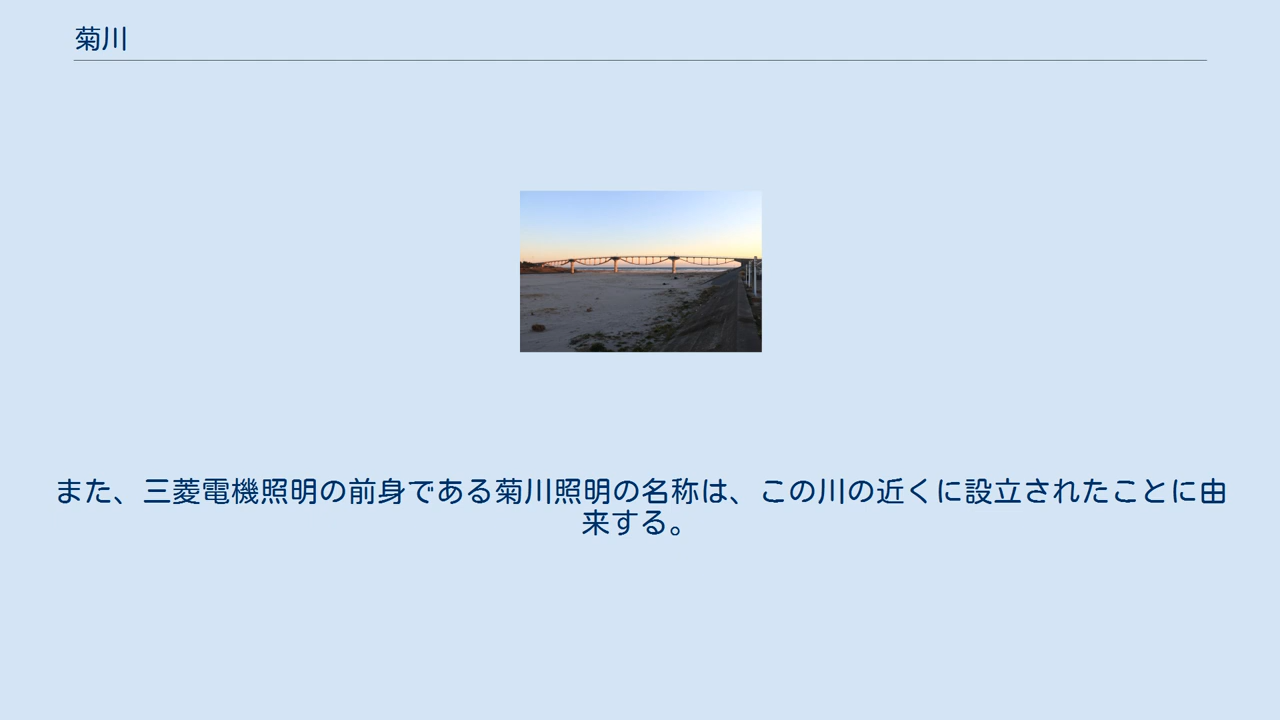 菊川
また、三菱電機照明の前身である菊川照明の名称は、この川の近くに設立されたことに由
来する。